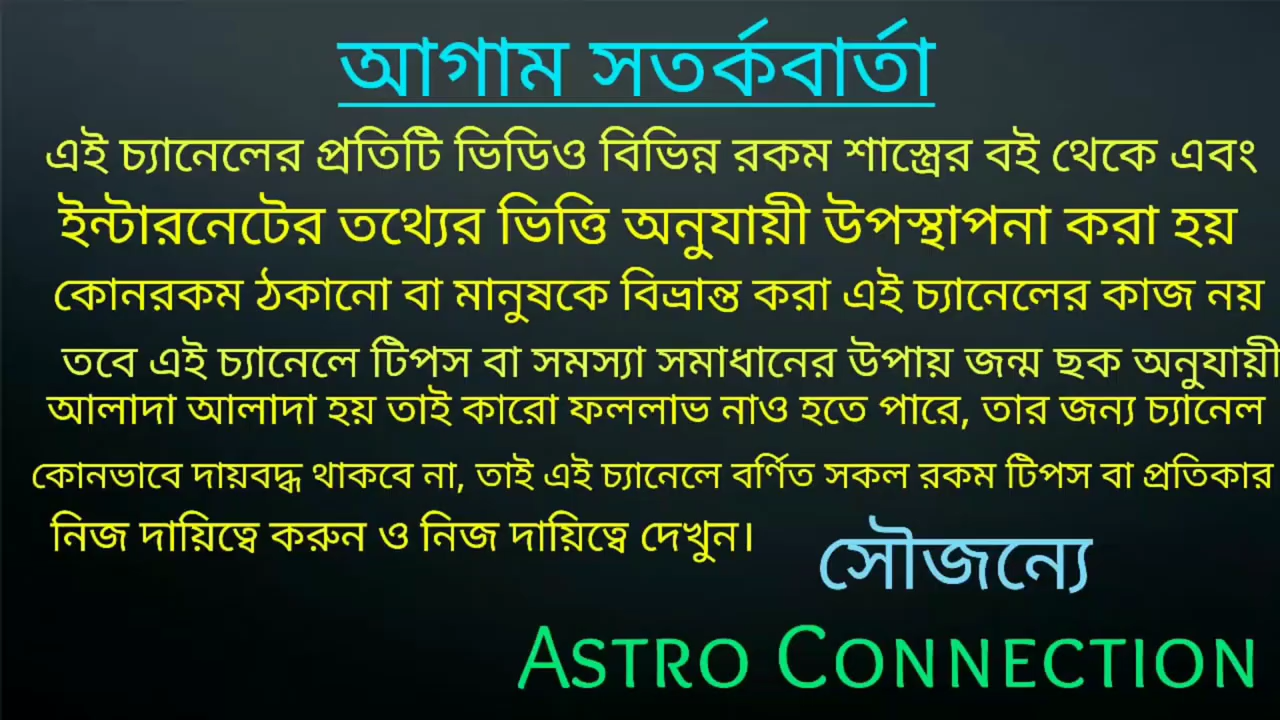 আগাম সতর্কবার্তা
এই চ্যানেলের প্রতিটি ভিডিও বিভিন্ন রকম শাস্ত্রের বই থেকে এবং
ইন্টারনেটের তথ্যের ভিত্তি অনুযায়ী উপস্থাপনা করা হয়
কোনরকম ঠকানো বা মানুষকে বিভ্রান্ত করা এই চ্যানেলের কাজ নয়
তবে এই চ্যানেলে টিপস বা সমস্যা সমাধানের উপায় জন্ম ছক অনুযায়ী
আলাদা আলাদা হয় তাই কারো ফললাভ নাও হতে পারে, তার জন্য চ্যানেল
কোনভাবে দায়বদ্ধ থাকবে না, তাই এই চ্যানেলে বর্ণিত সকল রকম টিপস বা প্রতিকার
নিজ দায়িত্বে করুন ও নিজ দায়িত্বে দেখুন।
সৌজন্যে
ASTRO CONNECTION